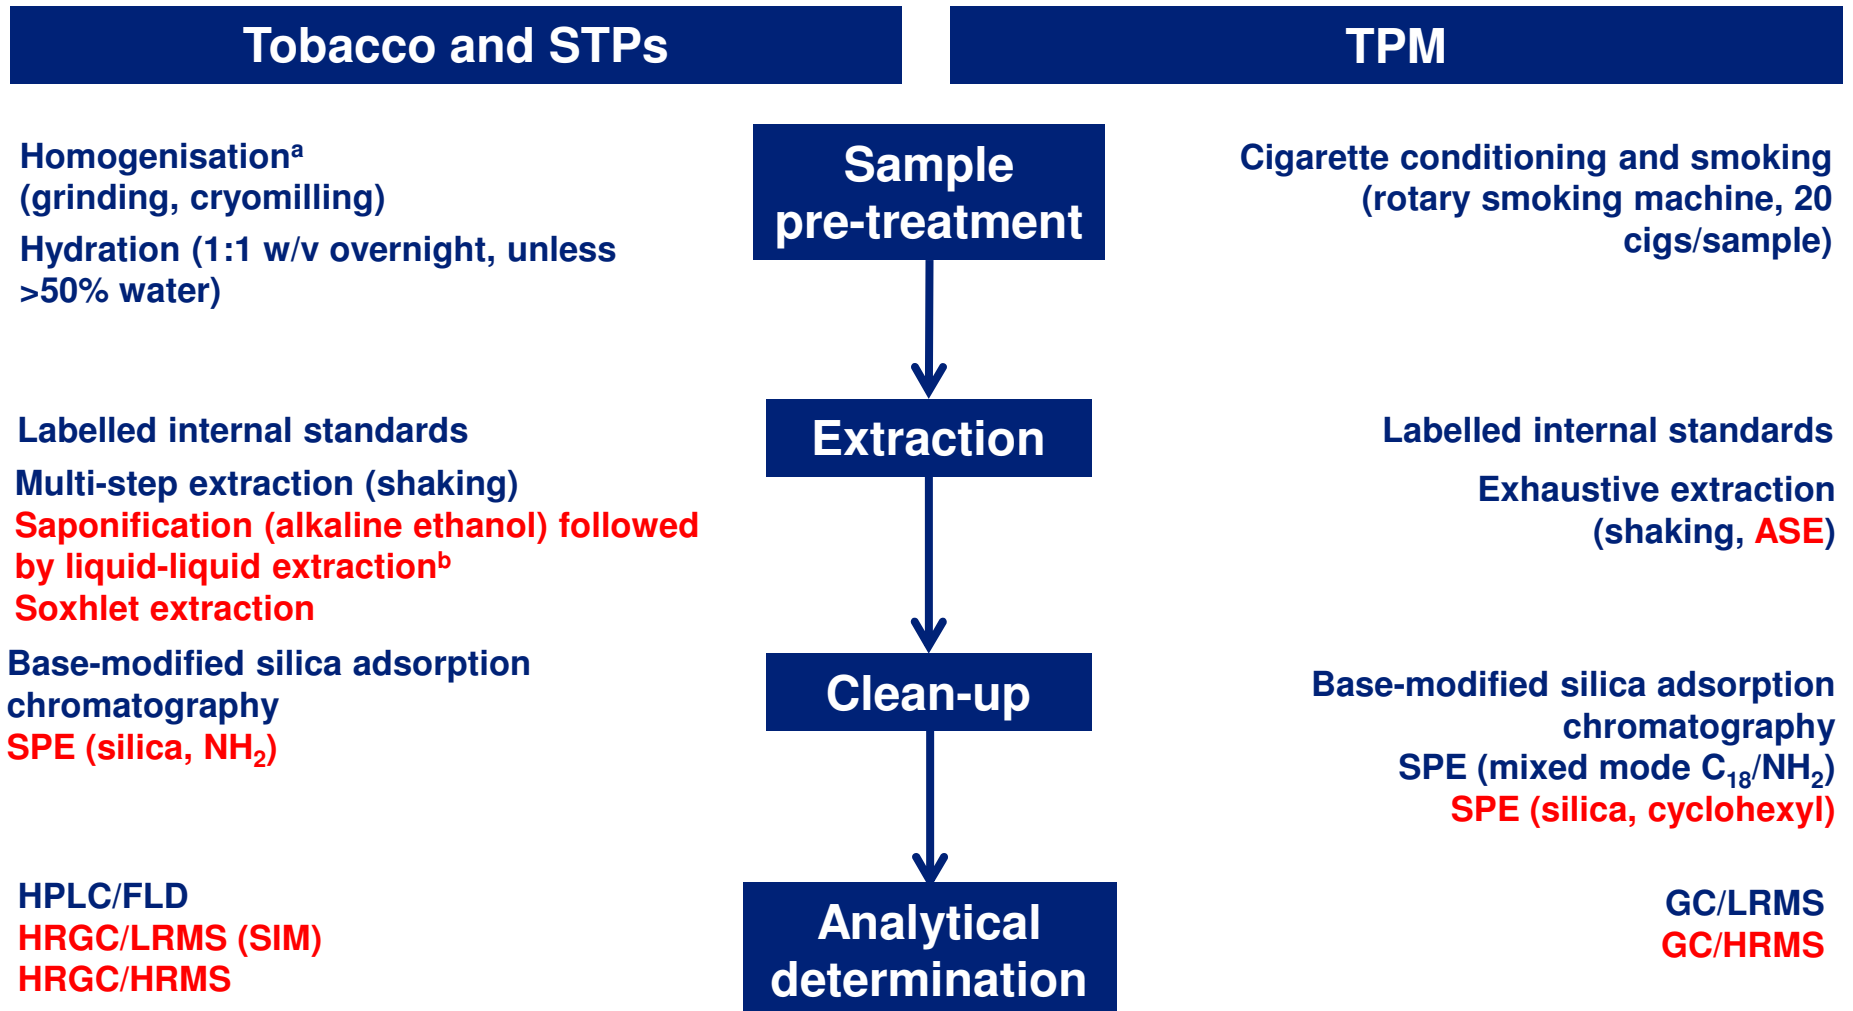 Tobacco and STPs
TPM
Homogenisationᵃ
(grinding, cryomilling)
Hydration (1:1 w/v overnight, unless
>50% water)
Sample
pre-treatment
Cigarette conditioning and smoking
(rotary smoking machine, 20
cigs/sample)
Labelled internal standards
Multi-step extraction (shaking)
Saponification (alkaline ethanol) followed
by liquid-liquid extractionᵇ
Soxhlet extraction
Extraction
Labelled internal standards
Exhaustive extraction
(shaking, ASE)
Base-modified silica adsorption
chromatography
SPE (silica, NH₂)
Clean-up
Base-modified silica adsorption
chromatography
SPE (mixed mode C₁₈/NH₂)
SPE (silica, cyclohexyl)
HPLC/FLD
HRGC/LRMS (SIM)
HRGC/HRMS
Analytical
determination
GC/LRMS
GC/HRMS